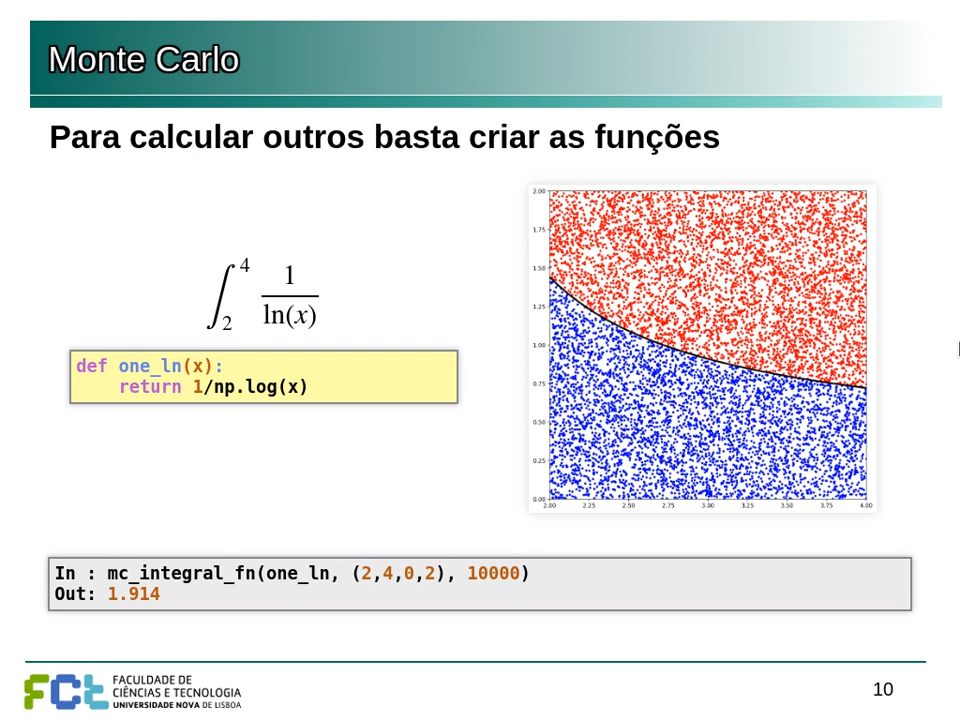 Monte Carlo
Para calcular outros basta criar as funções
∫₂⁴ 1/ln(x)
def one_ln(x):
    return 1/np.log(x)
2.00
1.75
1.50
1.25
1.00
0.75
0.50
0.25
0.00
2.00 2.25 2.50 2.75 3.00 3.25 3.50 3.75 4.00
In : mc_integral_fn(one_ln, (2,4,0,2), 10000)
Out: 1.914
FCt
FACULDADE DE
CIÊNCIAS E TECNOLOGIA
UNIVERSIDADE NOVA DE LISBOA
10